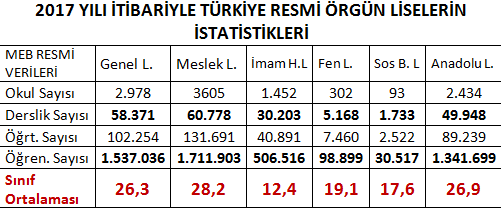 2017 YILI İTİBARİYLE TÜRKİYE RESMİ ÖRGÜN LİSELERİN
İSTATİSTİKLERİ
MEB RESMİ VERİLERİ Genel L. Meslek L. İmam H.L Fen L. Sos B. L Anadolu L.
Okul Sayısı 2.978 3605 1.452 302 93 2.434
Derslik Sayısı 58.371 60.778 30.203 5.168 1.733 49.948
Öğrt. Sayısı 102.254 131.691 40.891 7.460 2.522 89.239
Öğren. Sayısı 1.537.036 1.711.903 506.516 98.899 30.517 1.341.699
Sınıf Ortalaması 26,3 28,2 12,4 19,1 17,6 26,9